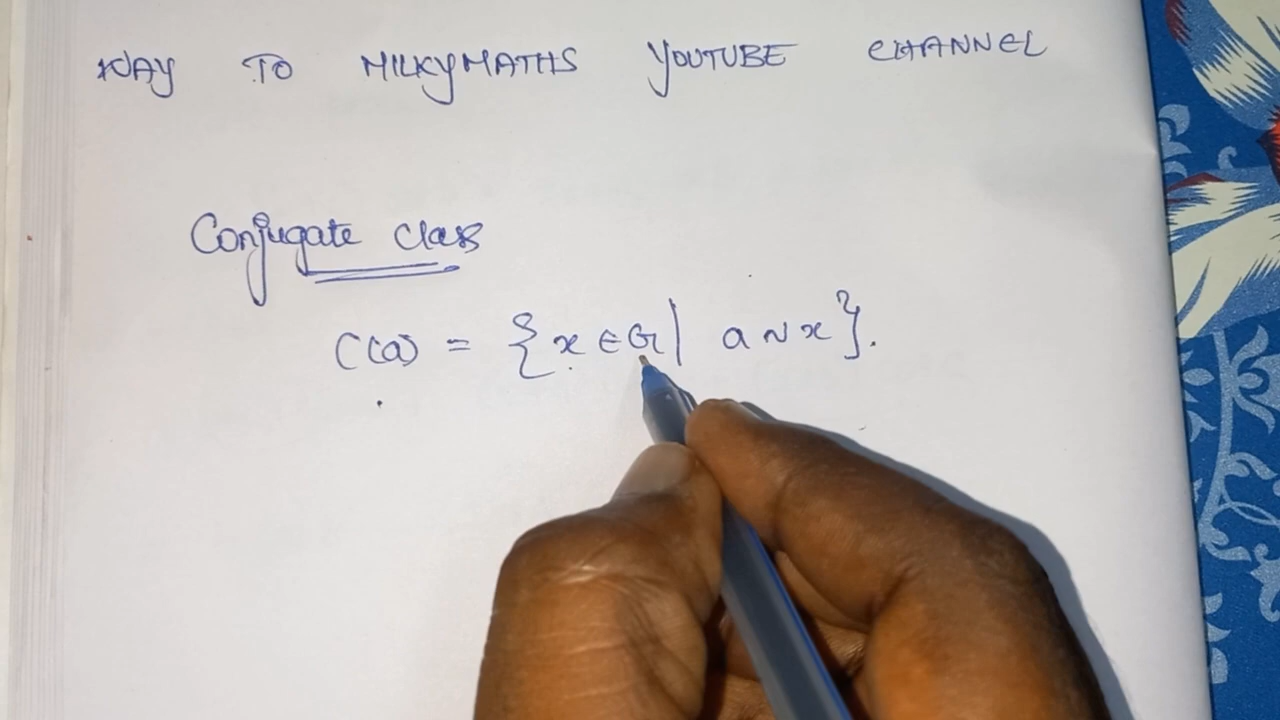 WAY TO MILKYMATHS YOUTUBE CHANNEL
Conjugate class
C(a) = {x ∈ G | a ~ x}.